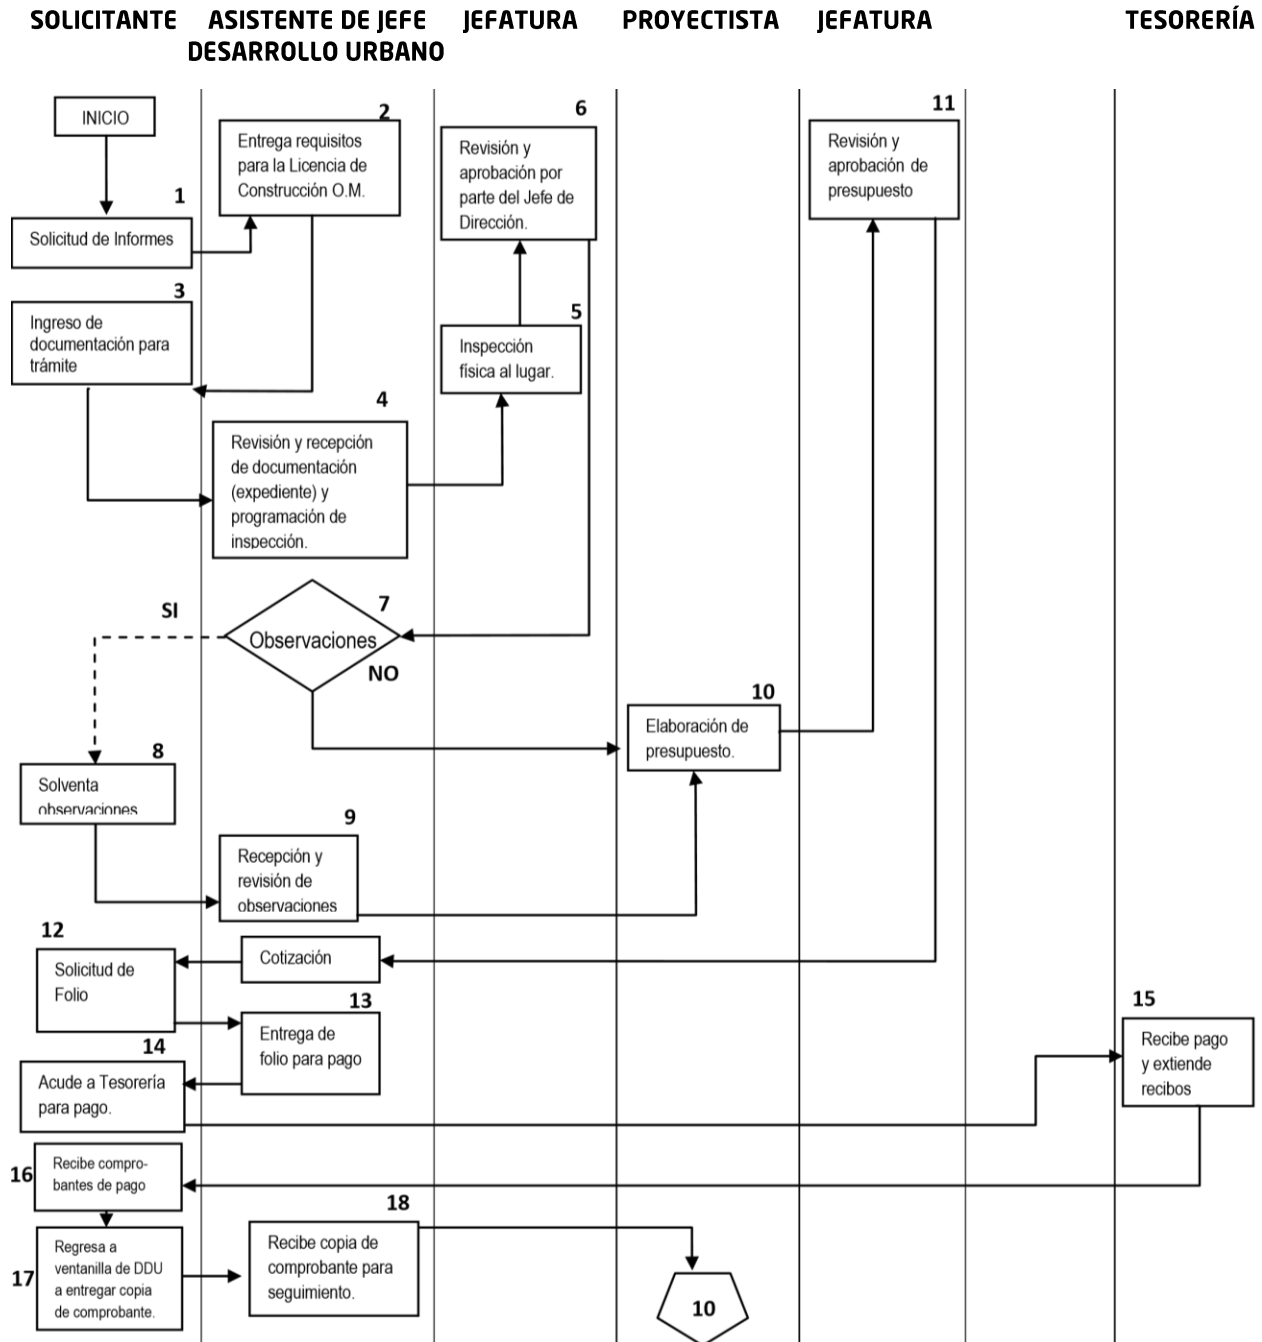 SOLICITANTE
ASISTENTE DE JEFE
DESARROLLO URBANO
JEFATURA
PROYECTISTA
JEFATURA
TESORERÍA
INICIO
1
Solicitud de Informes
2
Entrega requisitos
para la Licencia de
Construcción O.M.
3
Ingreso de
documentación para
trámite
4
Revisión y recepción
de documentación
(expediente) y
programación de
inspección.
5
Inspección
física al lugar.
6
Revisión y
aprobación por
parte del Jefe de
Dirección.
7
Observaciones
SI
NO
8
Solventa
observaciones
9
Recepción y
revisión de
observaciones
10
Elaboración de
presupuesto.
11
Revisión y
aprobación de
presupuesto
Cotización
12
Solicitud de
Folio
13
Entrega de
folio para pago
14
Acude a Tesorería
para pago.
15
Recibe pago
y extiende
recibos
16
Recibe compro-
bantes de pago
17
Regresa a
ventanilla de DDU
a entregar copia
de comprobante.
18
Recibe copia de
comprobante para
seguimiento.
10